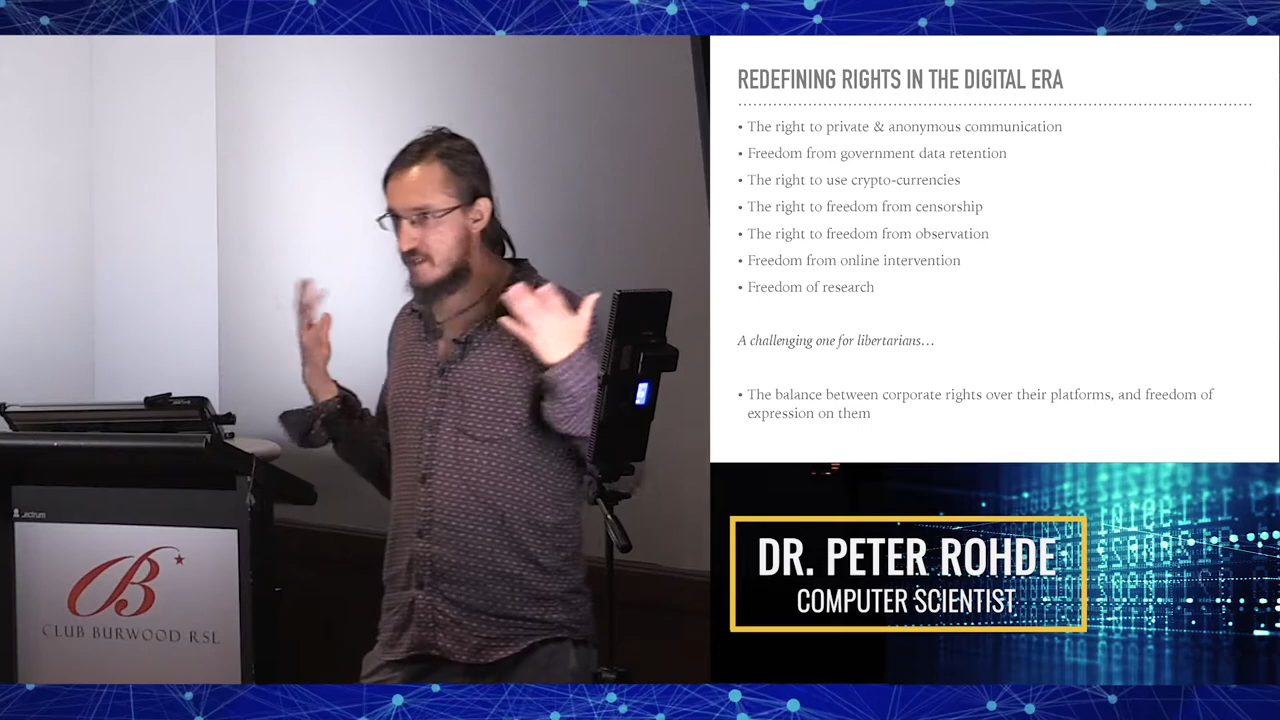 REDEFINING RIGHTS IN THE DIGITAL ERA
• The right to private & anonymous communication
• Freedom from government data retention
• The right to use crypto-currencies
• The right to freedom from censorship
• The right to freedom from observation
• Freedom from online intervention
• Freedom of research
A challenging one for libertarians…
• The balance between corporate rights over their platforms, and freedom of
expression on them
DR. PETER ROHDE
COMPUTER SCIENTIST
Lectrum
B
CLUB BURWOOD RSL